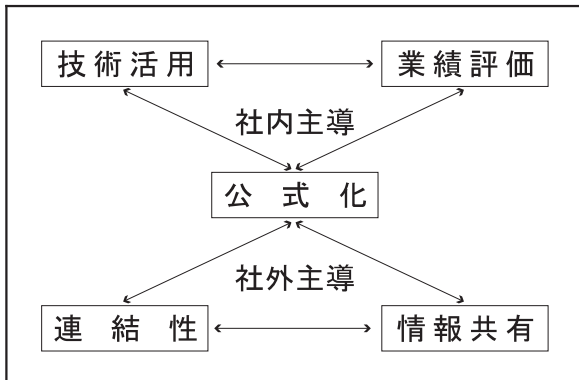 技術活用
業績評価
社内主導
公式化
社外主導
連結性
情報共有